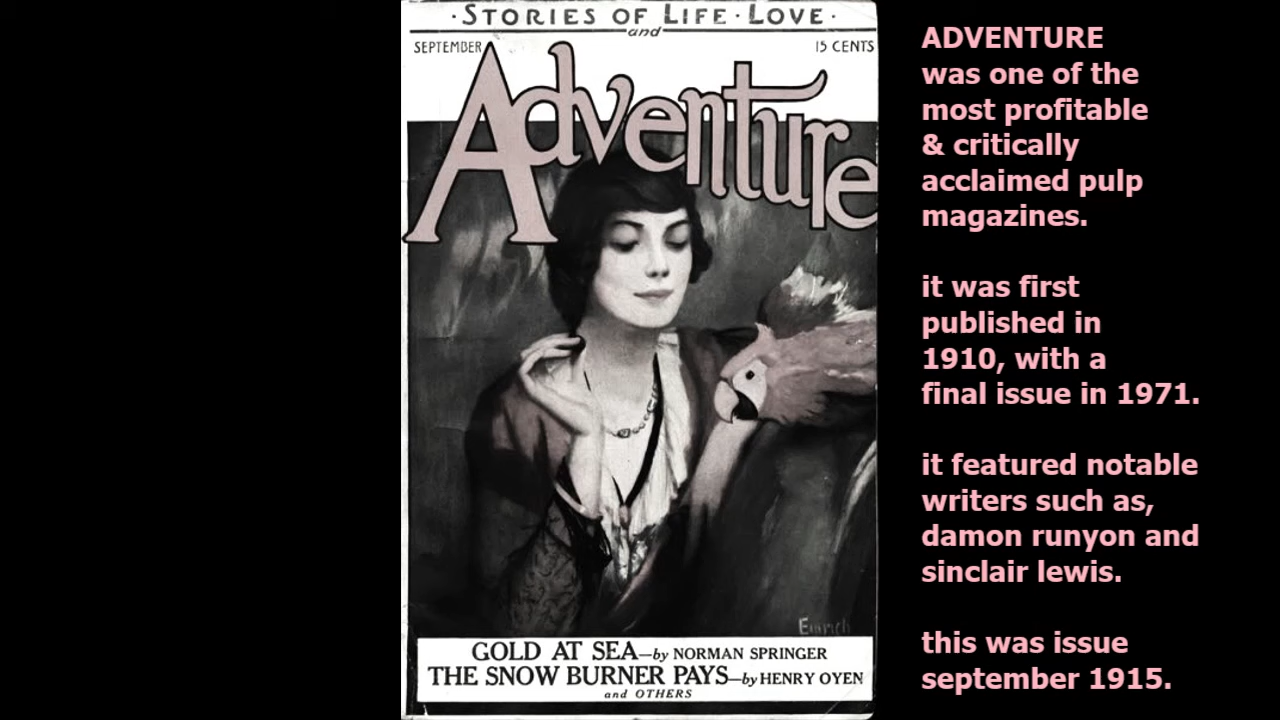 ·STORIES OF LIFE·LOVE·
and
SEPTEMBER 15 CENTS
Adventure
Emrich
GOLD AT SEA—by NORMAN SPRINGER
THE SNOW BURNER PAYS—by HENRY OYEN
and OTHERS
ADVENTURE
was one of the
most profitable
& critically
acclaimed pulp
magazines.
it was first
published in
1910, with a
final issue in 1971.
it featured notable
writers such as,
damon runyon and
sinclair lewis.
this was issue
september 1915.